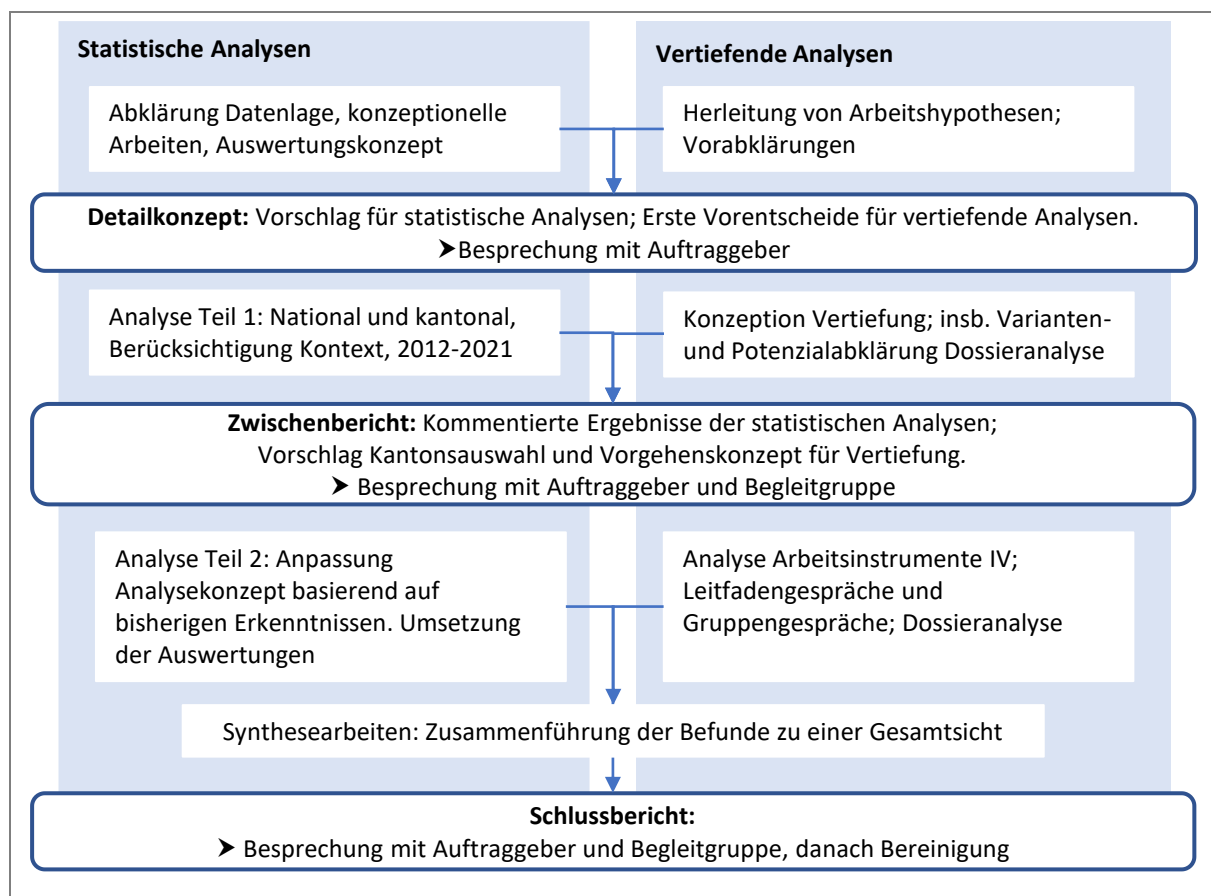 Statistische Analysen
Vertiefende Analysen
Abklärung Datenlage, konzeptionelle
Arbeiten, Auswertungskonzept
Herleitung von Arbeitshypothesen;
Vorabklärungen
Detailkonzept: Vorschlag für statistische Analysen; Erste Vorentscheide für vertiefende Analysen.
➤Besprechung mit Auftraggeber
Analyse Teil 1: National und kantonal,
Berücksichtigung Kontext, 2012-2021
Konzeption Vertiefung; insb. Varianten-
und Potenzialabklärung Dossieranalyse
Zwischenbericht: Kommentierte Ergebnisse der statistischen Analysen;
Vorschlag Kantonsauswahl und Vorgehenskonzept für Vertiefung.
➤ Besprechung mit Auftraggeber und Begleitgruppe
Analyse Teil 2: Anpassung
Analysekonzept basierend auf
bisherigen Erkenntnissen. Umsetzung
der Auswertungen
Analyse Arbeitsinstrumente IV;
Leitfadengespräche und
Gruppengespräche; Dossieranalyse
Synthesearbeiten: Zusammenführung der Befunde zu einer Gesamtsicht
Schlussbericht:
➤ Besprechung mit Auftraggeber und Begleitgruppe, danach Bereinigung